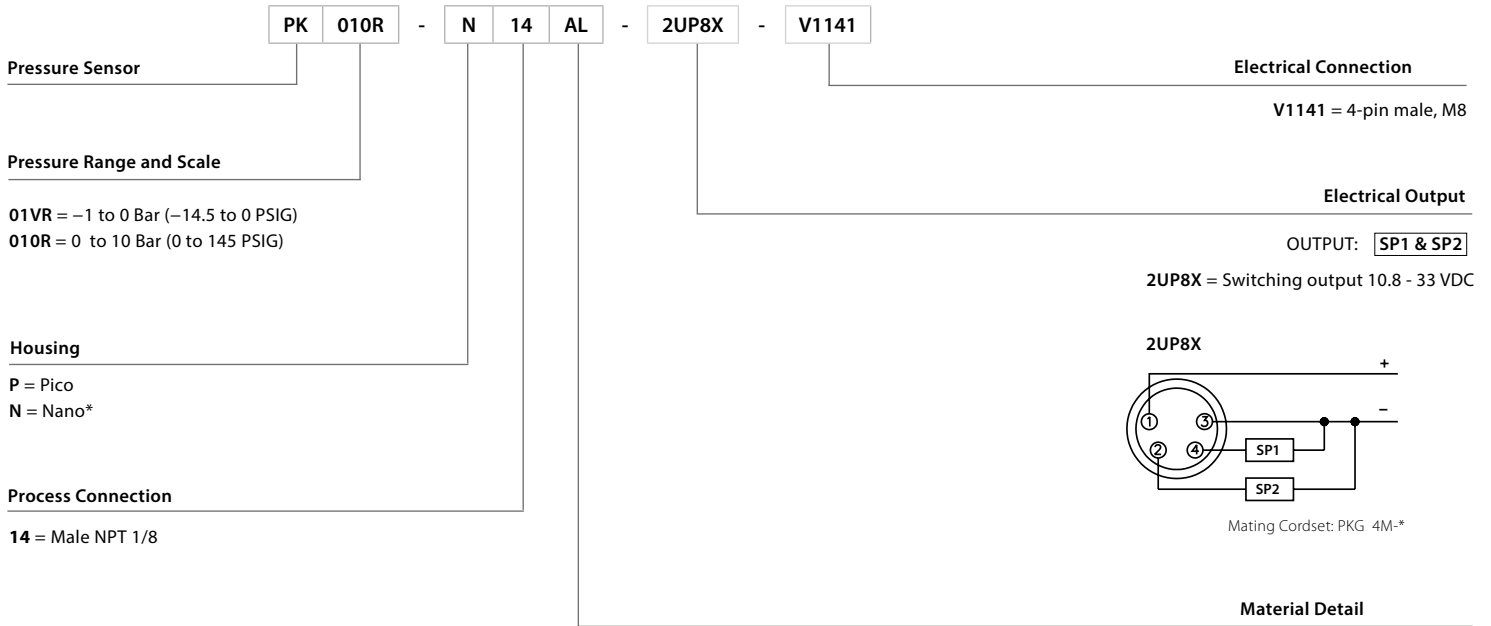 PK 010R - N 14 AL - 2UP8X - V1141
Pressure Sensor
Electrical Connection
V1141 = 4-pin male, M8
Pressure Range and Scale
01VR = −1 to 0 Bar (−14.5 to 0 PSIG)
010R = 0 to 10 Bar (0 to 145 PSIG)
Electrical Output
OUTPUT: SP1 & SP2
2UP8X = Switching output 10.8 - 33 VDC
Housing
P = Pico
N = Nano*
2UP8X
+
–
1 3
2 4 SP1
SP2
Mating Cordset: PKG 4M-*
Process Connection
14 = Male NPT 1/8
Material Detail